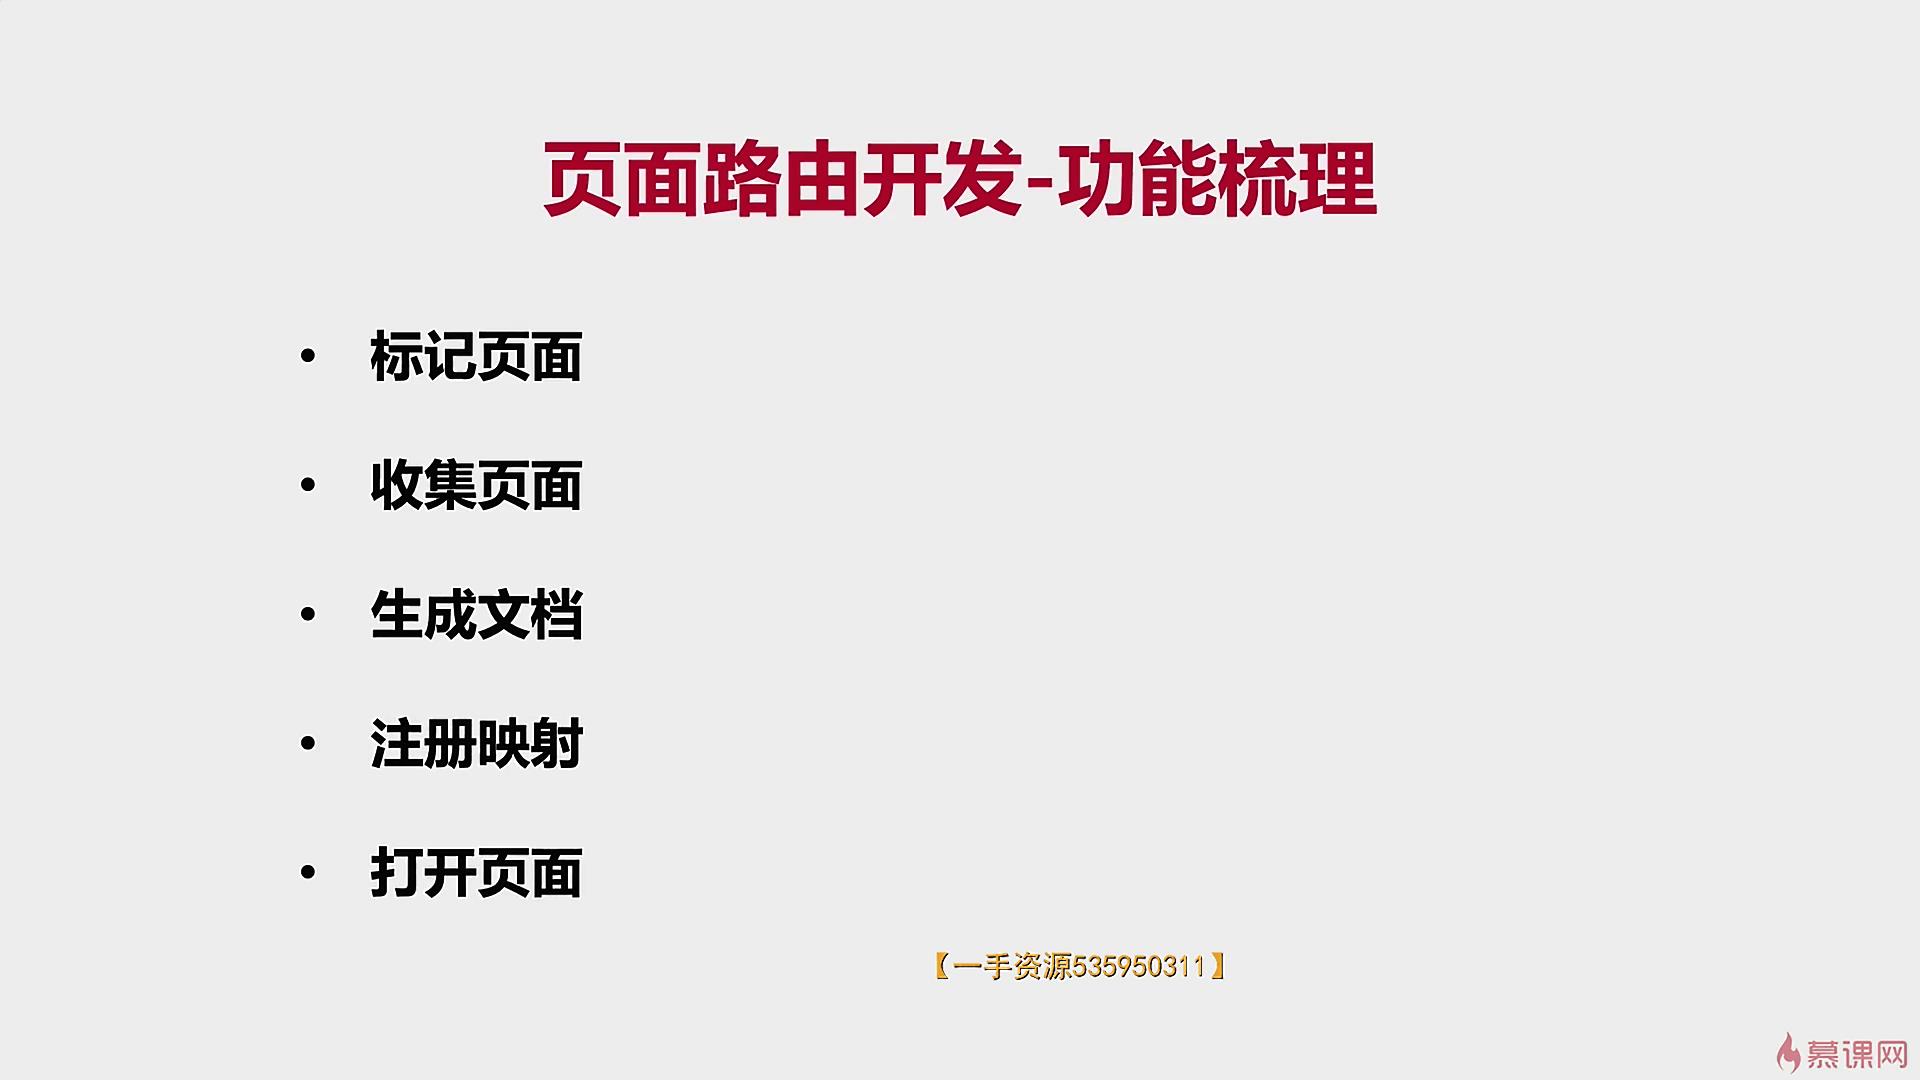 页面路由开发-功能梳理
• 标记页面
• 收集页面
• 生成文档
• 注册映射
• 打开页面
【一手资源535950311】
慕课网